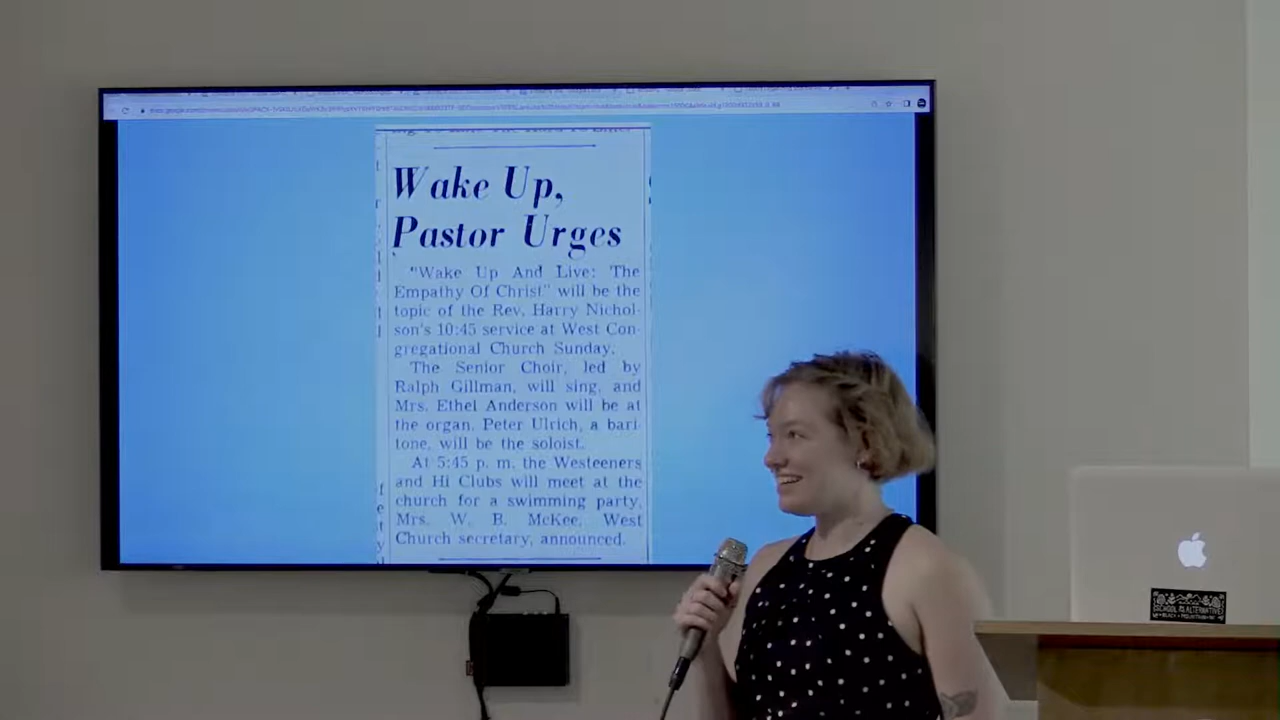 Wake Up,
Pastor Urges
"Wake Up And Live: The
Empathy Of Christ" will be the
topic of the Rev. Harry Nichol-
son's 10:45 service at West Con-
gregational Church Sunday.
The Senior Choir, led by
Ralph Gillman, will sing, and
Mrs. Ethel Anderson will be at
the organ. Peter Ulrich, a bari-
tone, will be the soloist.
At 5:45 p. m. the Westeeners
and Hi Clubs will meet at the
church for a swimming party,
Mrs. W. B. McKee, West
Church secretary, announced.
SCHOOL ALTERNATIVE